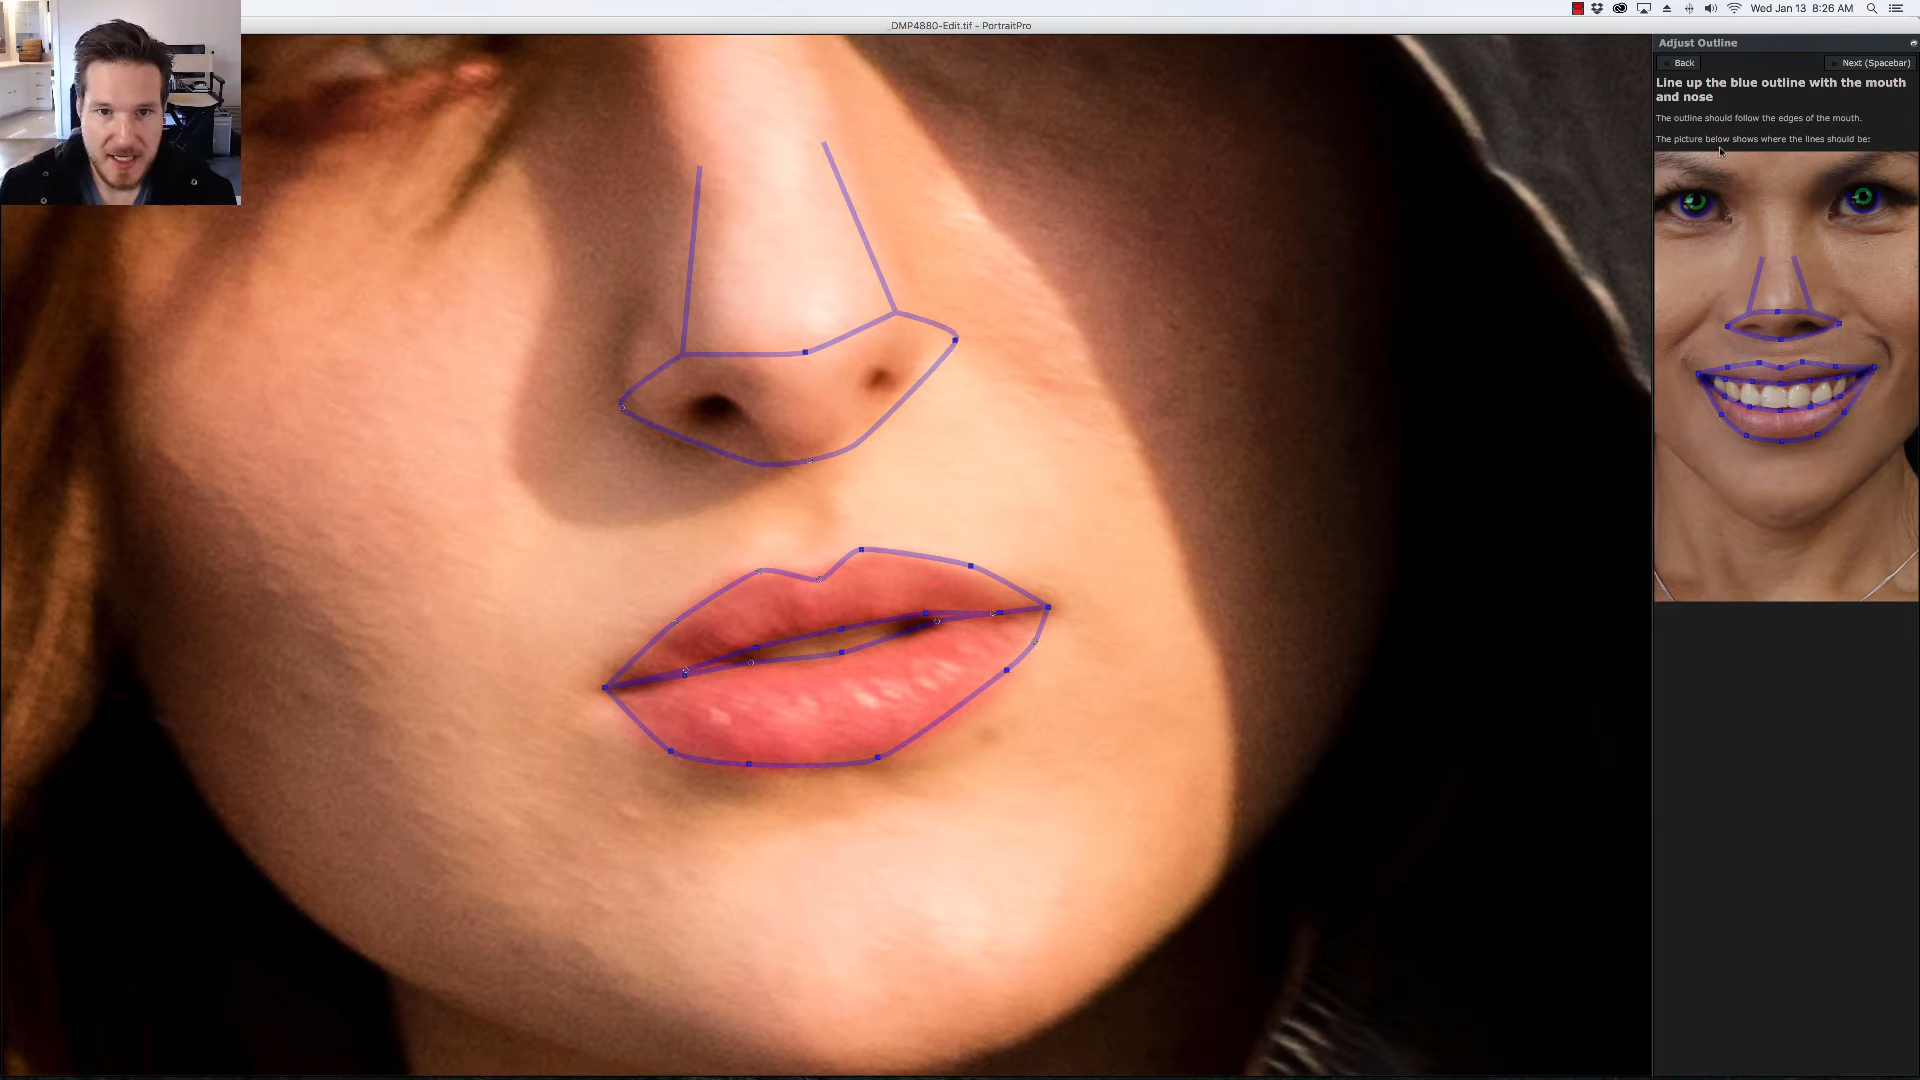 Wed Jan 13 8:26 AM
_DMP4880-Edit.tif - PortraitPro
Adjust Outline
Back
Next (Spacebar)
Line up the blue outline with the mouth
and nose
The outline should follow the edges of the mouth.
The picture below shows where the lines should be: